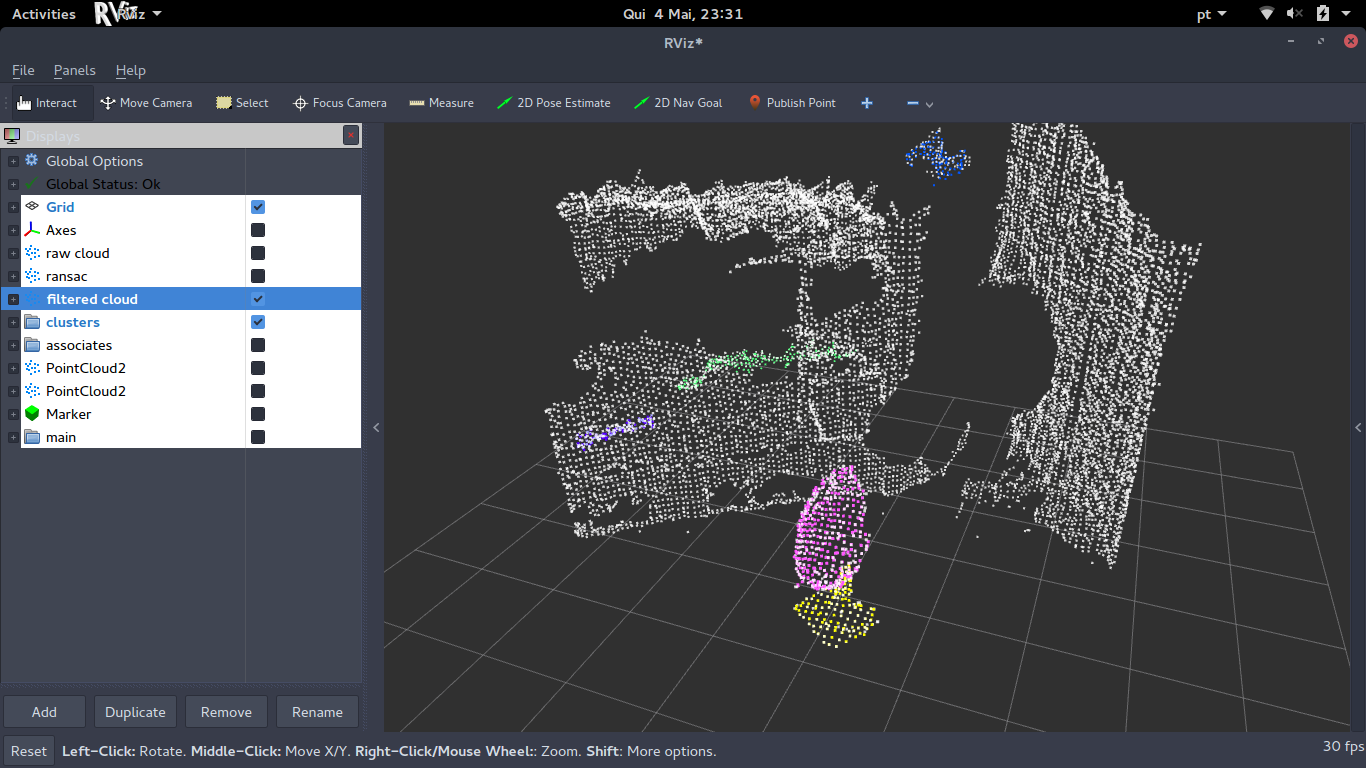 Activities RViz Qui 4 Mai, 23:31 pt
RViz*
File Panels Help
Interact Move Camera Select Focus Camera Measure 2D Pose Estimate 2D Nav Goal Publish Point
Displays
Global Options
Global Status: Ok
Grid
Axes
raw cloud
ransac
filtered cloud
clusters
associates
PointCloud2
PointCloud2
Marker
main
Add Duplicate Remove Rename
Reset Left-Click: Rotate. Middle-Click: Move X/Y. Right-Click/Mouse Wheel:: Zoom. Shift: More options. 30 fps